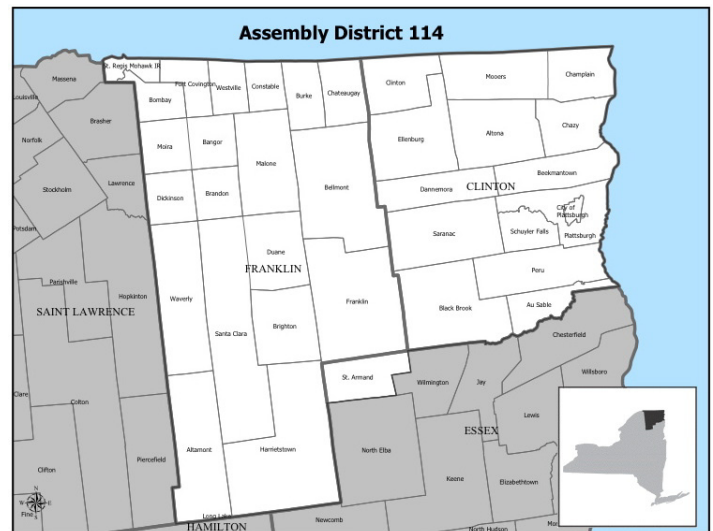 Assembly District 114
St. Regis Mohawk IR
Massena
Fort Covington
Westville
Constable
Burke
Chateaugay
Clinton
Mooers
Champlain
Louisville
Bombay
Brasher
Norfolk
Moira
Bangor
Ellenburg
Altona
Chazy
Malone
Stockholm
Lawrence
Dickinson
Brandon
Bellmont
Dannemora
CLINTON
Beekmantown
City of
Plattsburgh
Potsdam
Saranac
Schuyler Falls
Plattsburgh
Duane
FRANKLIN
Peru
Parishville
Hopkinton
Waverly
SAINT LAWRENCE
Santa Clara
Brighton
Franklin
Black Brook
Au Sable
Chesterfield
St. Armand
Wilmington
Jay
Willsboro
Clare
Colton
Lewis
ESSEX
Altamont
Harrietstown
North Elba
Piercefield
Clifton
Keene
Elizabethtown
N
W
E
S
Fine
Long Lake
HAMILTON
Newcomb
North Hudson